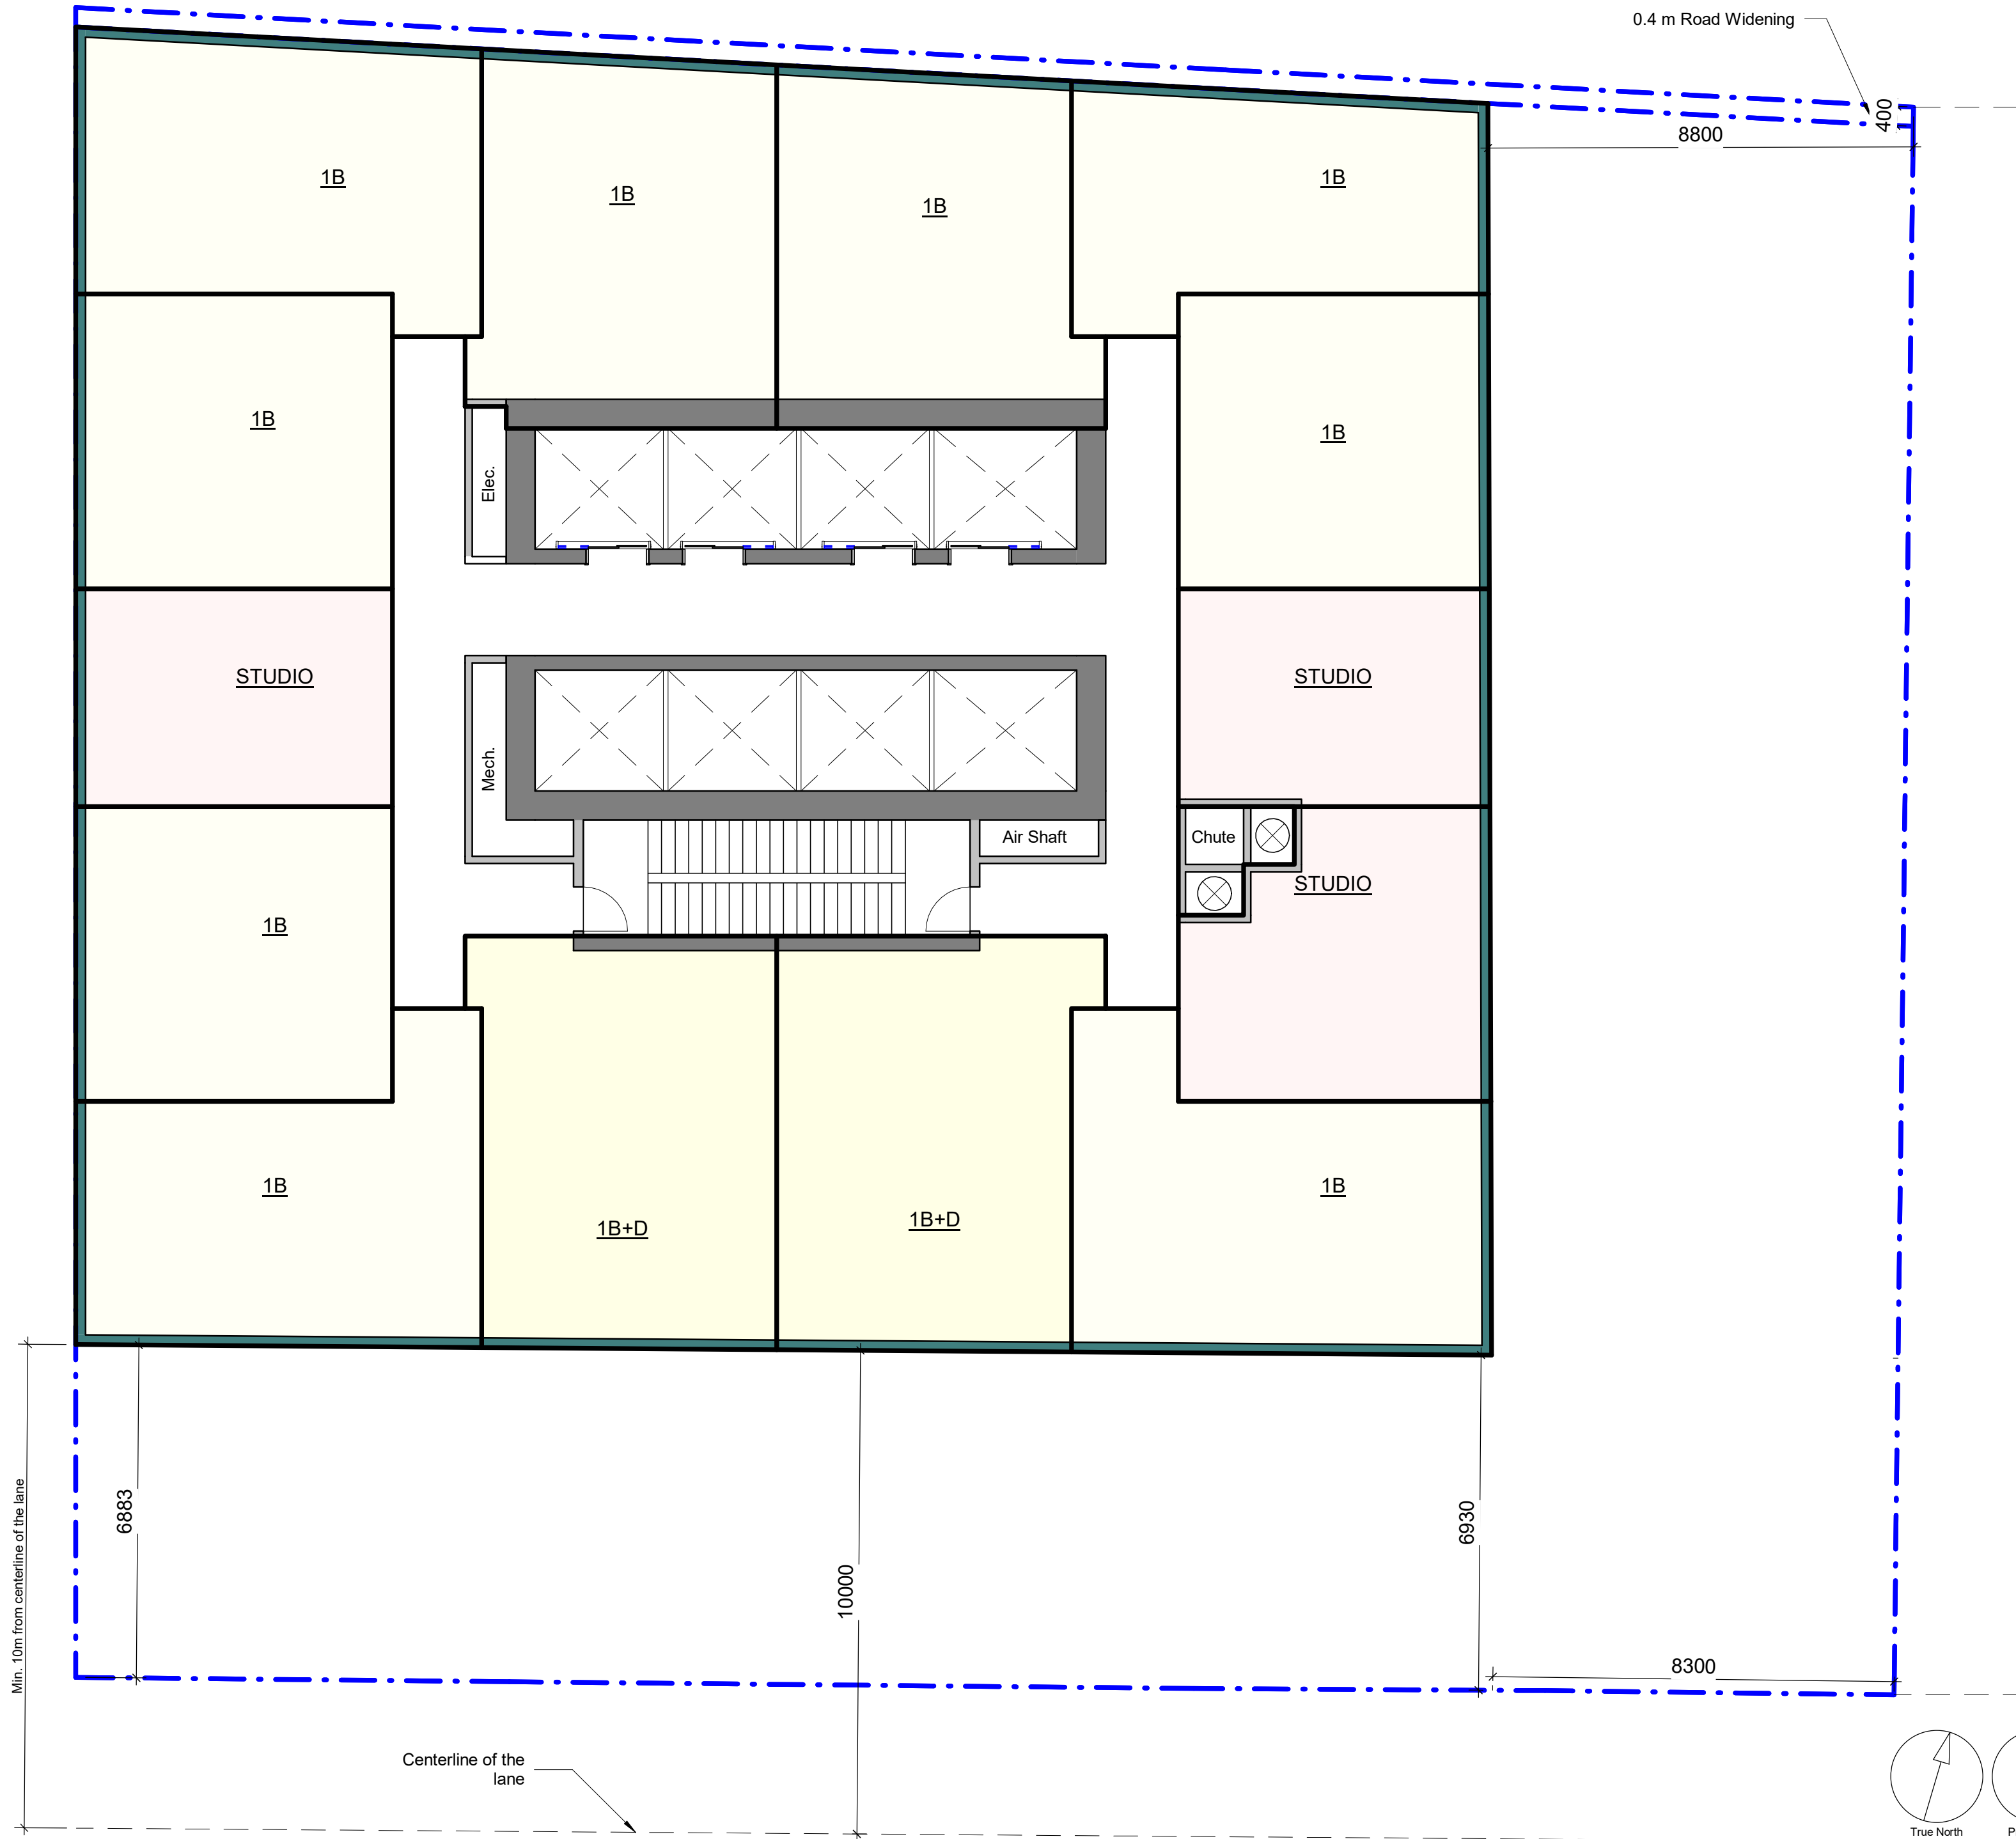 0.4 m Road Widening
400
8800
1B
1B
1B
1B
1B
1B
Elec.
STUDIO
STUDIO
Mech.
Air Shaft
Chute
STUDIO
1B
1B
1B
1B+D
1B+D
6883
6930
10000
Min. 10m from centerline of the lane
8300
Centerline of the
lane
True North
P